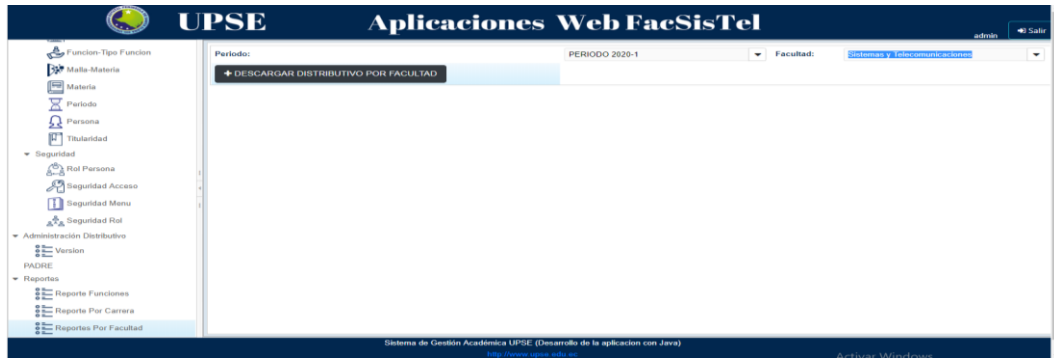 UPSE Aplicaciones Web FacSisTel
admin Salir
Funcion-Tipo Funcion
Malla-Materia
Materia
Periodo
Persona
Titularidad
Seguridad
Rol Persona
Seguridad Acceso
Seguridad Menu
Seguridad Rol
Administración Distributivo
Version
PADRE
Reportes
Reporte Funciones
Reporte Por Carrera
Reportes Por Facultad
Periodo: PERIODO 2020-1 Facultad: Sistemas y Telecomunicaciones
+ DESCARGAR DISTRIBUTIVO POR FACULTAD
Sistema de Gestión Académica UPSE (Desarrollo de la aplicacion con Java)
http://www.upse.edu.ec
Activar Windows